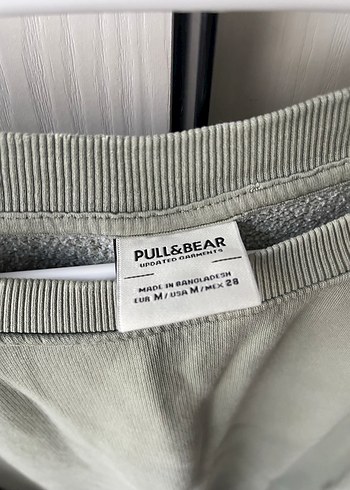 PULL&BEAR
UPDATED GARMENTS
MADE IN BANGLADESH
EUR M/USA M/MEX 28